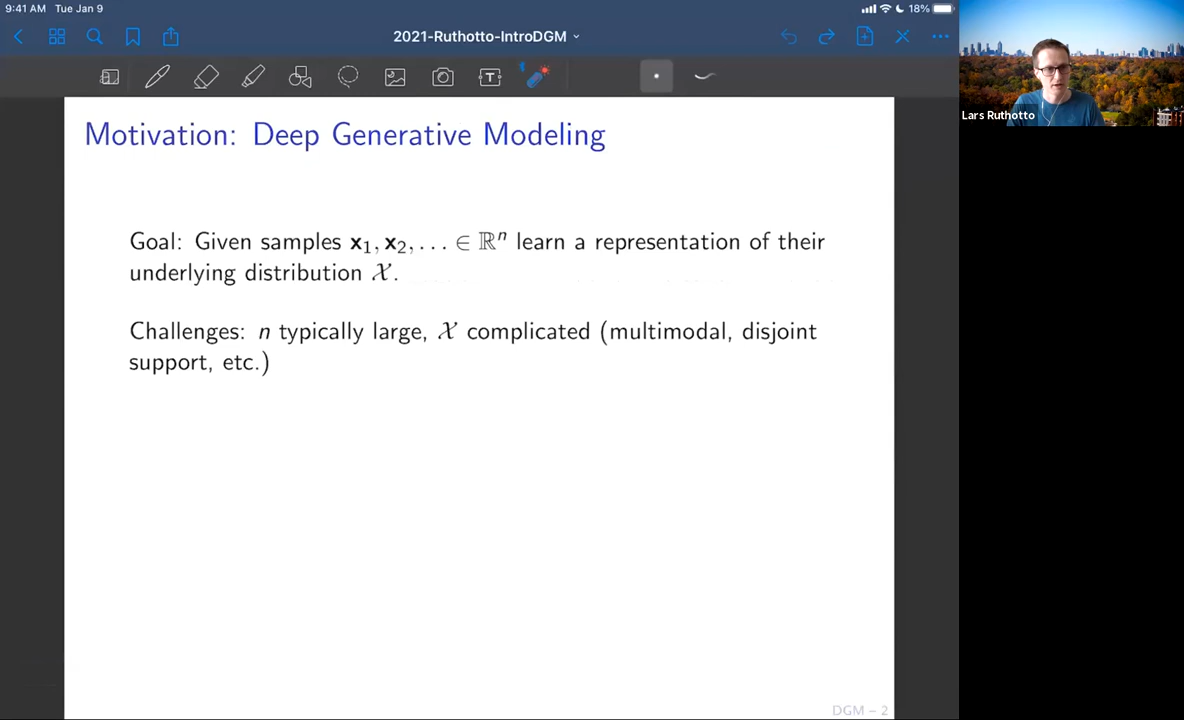 9:41 AM Tue Jan 9
18%
2021-Ruthotto-IntroDGM
T
Motivation: Deep Generative Modeling
Goal: Given samples x₁, x₂, … ∈ ℝⁿ learn a representation of their
underlying distribution 𝒳.
Challenges: n typically large, 𝒳 complicated (multimodal, disjoint
support, etc.)
DGM – 2
Lars Ruthotto